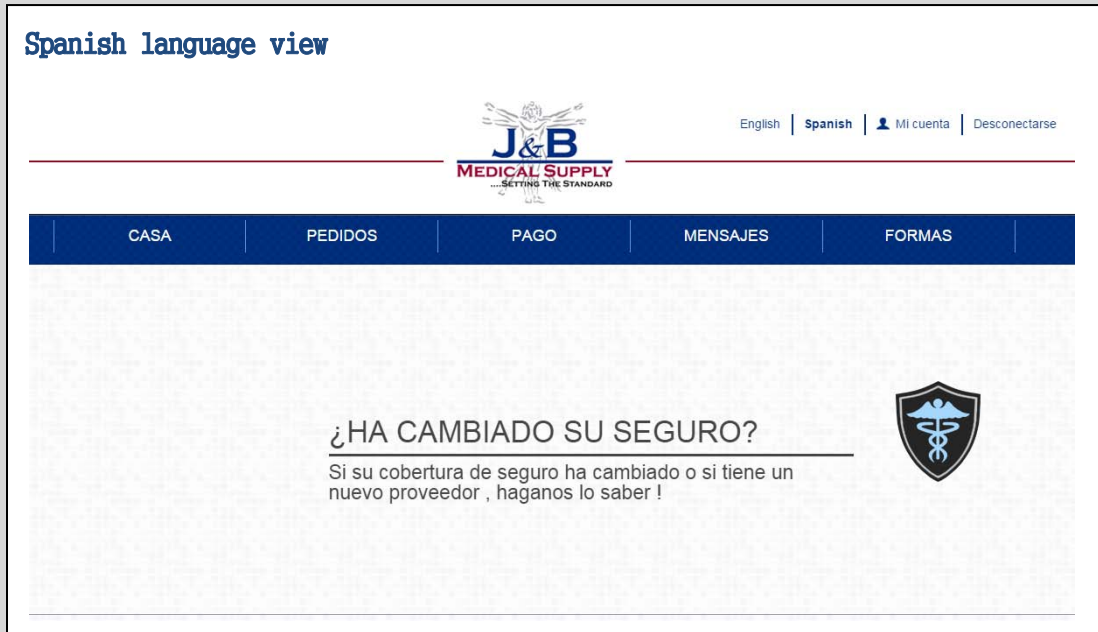 Spanish language view
English Spanish Mi cuenta Desconectarse
J&B
MEDICAL SUPPLY
....SETTING THE STANDARD
CASA PEDIDOS PAGO MENSAJES FORMAS
¿HA CAMBIADO SU SEGURO?
Si su cobertura de seguro ha cambiado o si tiene un
nuevo proveedor , haganos lo saber !